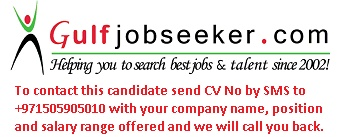 Gulfjobseeker.com
Helping you to search best jobs & talent since 2002!
To contact this candidate send CV No by SMS to
+971505905010 with your company name, position
and salary range offered and we will call you back.